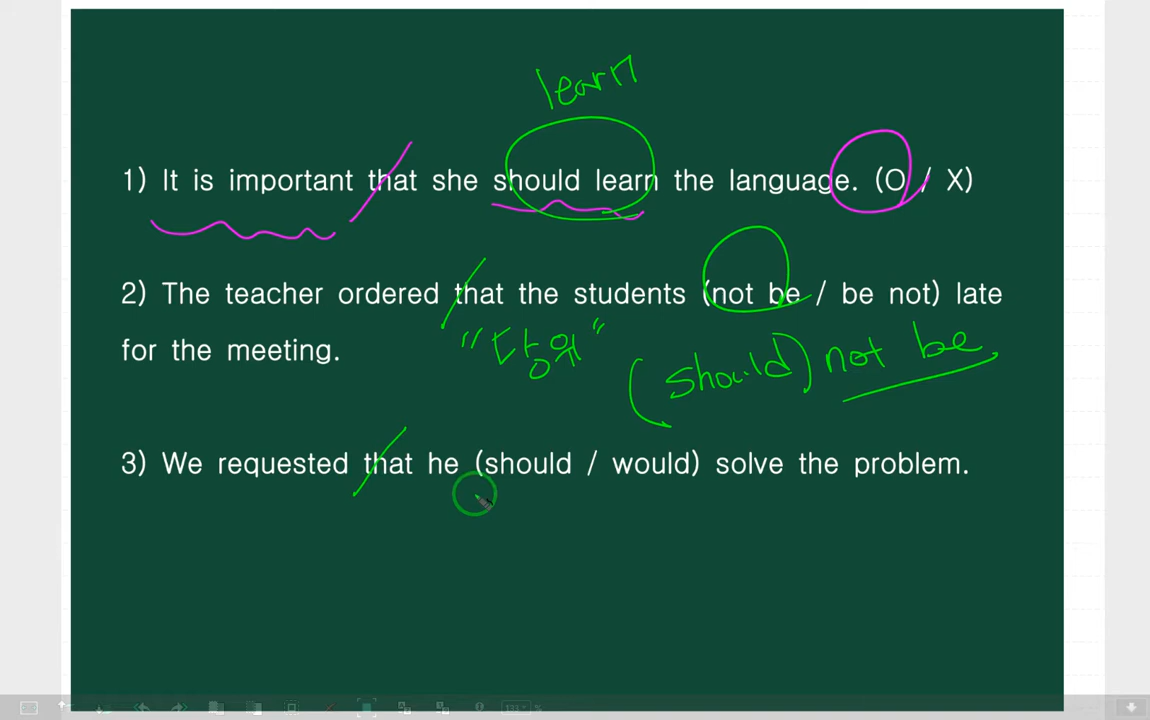 learn
1) It is important that she should learn the language. (O / X)
2) The teacher ordered that the students (not be / be not) late
for the meeting.
"당위"
(should) not be
3) We requested that he (should / would) solve the problem.